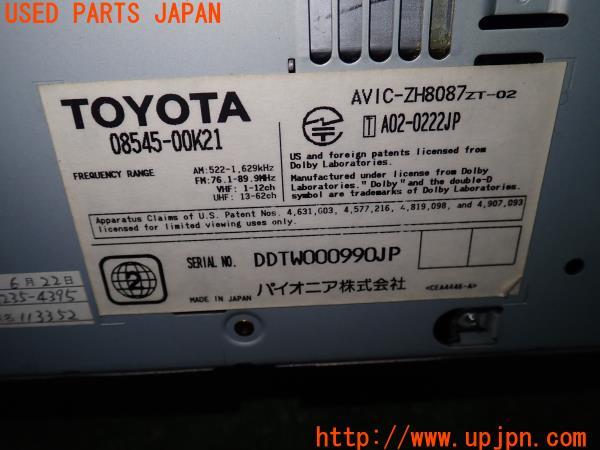 USED PARTS JAPAN
TOYOTA
08545-00K21
AVIC-ZH8087ZT-02
T A02-0222JP
FREQUENCY RANGE
AM:522-1,629kHz
FM:76.1-89.9MHz
VHF: 1-12ch
UHF: 13-62ch
US and foreign patents licensed from
Dolby Laboratories.
Manufactured under license from Dolby
Laboratories. "Dolby" and the double-D
symbol are trademarks of Dolby Laboratories.
Apparatus Claims of U.S. Patent Nos. 4,631,603, 4,577,216, 4,819,098, and 4,907,093
licensed for limited viewing uses only.
2
SERIAL NO. DDTW000990JP
MADE IN JAPAN パイオニア株式会社 <CEA4446-A>
6月22日
235-4395
113352
UPJ
http://www.upjpn.com